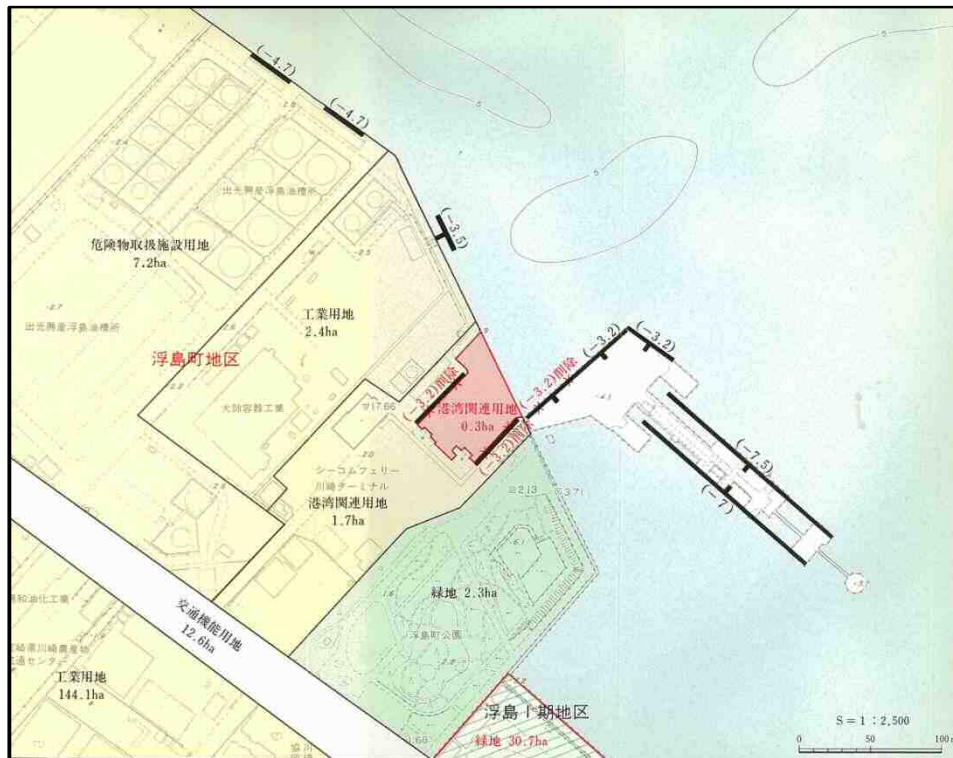 (-4.7)
(-4.7)
出光興産浮島油槽所
(-3.5)
危険物取扱施設用地
7.2ha
工業用地
2.4ha
出光興産浮島油槽所
浮島町地区
(-3.2)
(-3.2)
(-3.2)削除
(-3.2)削除
大師容器工業
港湾関連用地
0.3ha
(-3.2)削除
(-7.5)
(-7)
シーコムフェリー
川崎ターミナル
港湾関連用地
1.7ha
緑地 2.3ha
浮島町公園
交通機能用地
12.6ha
工業用地
144.1ha
浮島Ⅰ期地区
緑地 30.7ha
S=1:2,500
0 50 100m